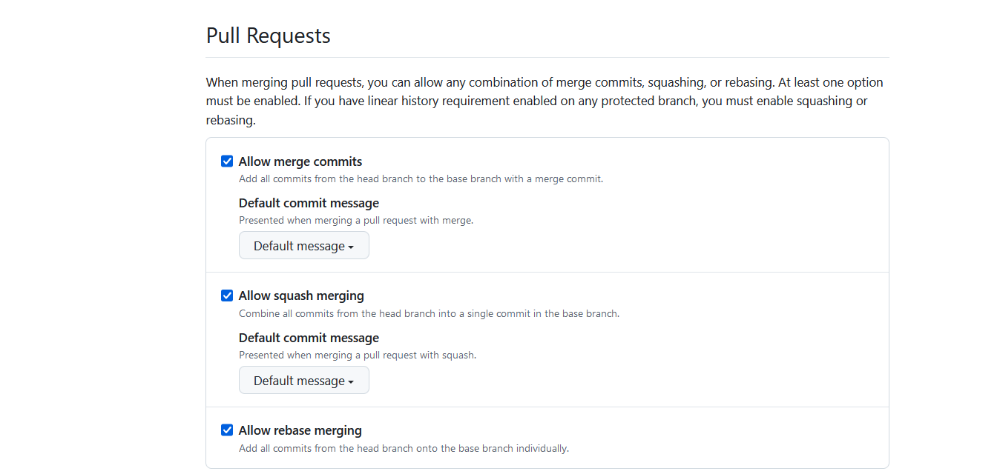 Pull Requests
When merging pull requests, you can allow any combination of merge commits, squashing, or rebasing. At least one option
must be enabled. If you have linear history requirement enabled on any protected branch, you must enable squashing or
rebasing.
Allow merge commits
Add all commits from the head branch to the base branch with a merge commit.
Default commit message
Presented when merging a pull request with merge.
Default message
Allow squash merging
Combine all commits from the head branch into a single commit in the base branch.
Default commit message
Presented when merging a pull request with squash.
Default message
Allow rebase merging
Add all commits from the head branch onto the base branch individually.